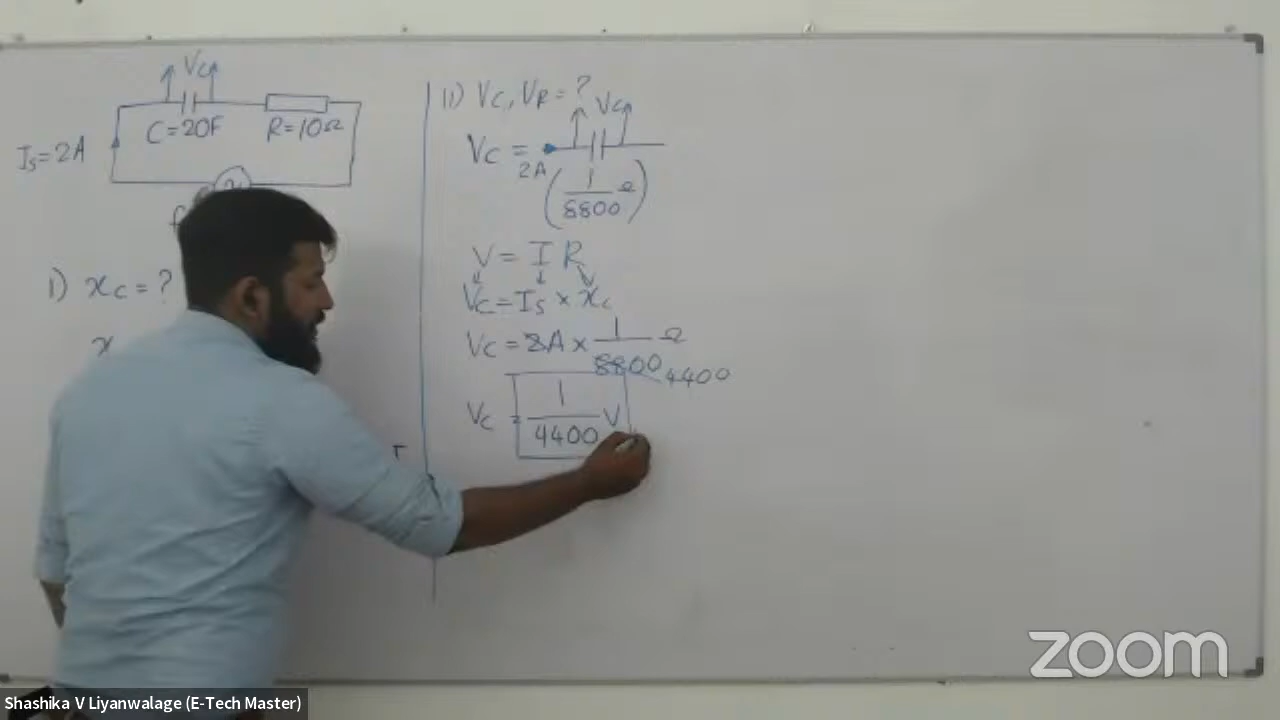 Vc
C=20F
R=10Ω
Is=2A
f
I) xc = ?
x
I
II) Vc, VR = ?
Vc
Vc =
2A
(1/8800 Ω)
V = I R
Vc = Is × xc
Vc = 2A × 1/8800 Ω
4400
Vc = 1/4400 V
zoom
Shashika V Liyanwalage (E-Tech Master)